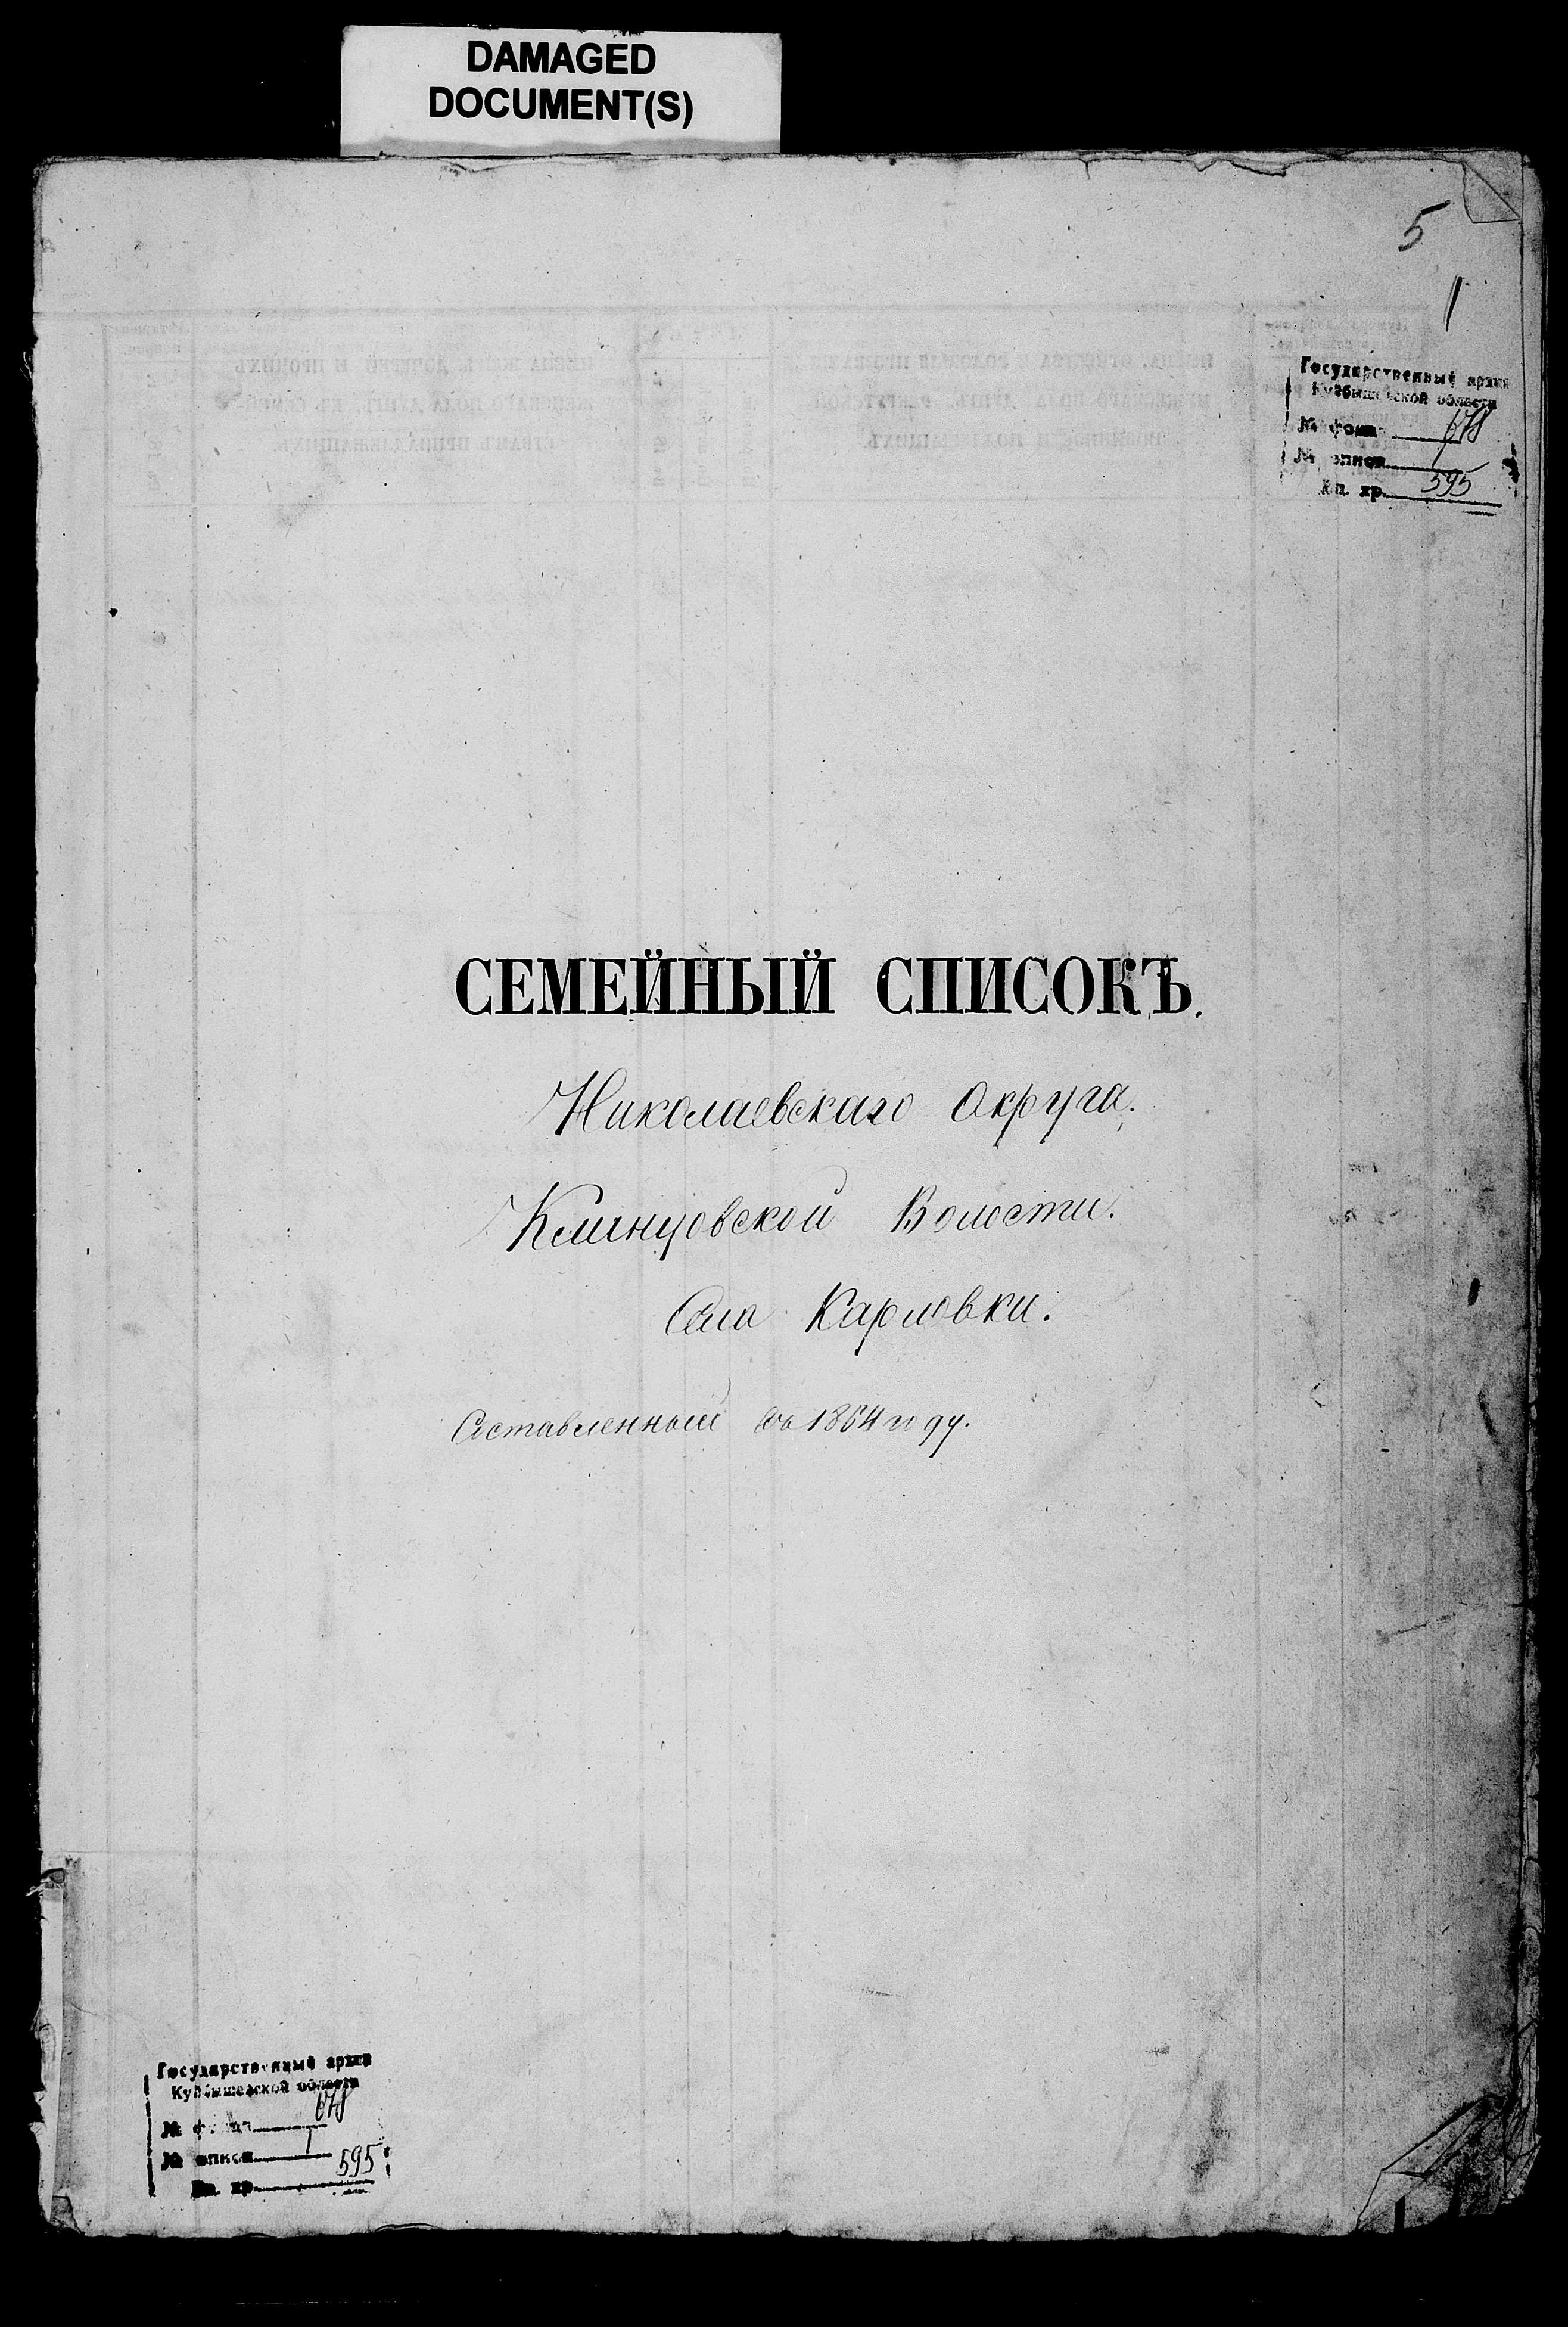 DAMAGED
DOCUMENT(S)
5
1
Государственный архив
Куйбышевской области
№ фонда 678
№ описи 1
Ед. хр. 595
СЕМЕЙНЫЙ СПИСОКЪ.
Николаевскаго Округа.
Клинцовской Волости.
Села Карловки.
Составленный въ 1864 году.
Государственный архив
Куйбышевской области
№ фонда 678
№ описи 1
Ед. хр. 595